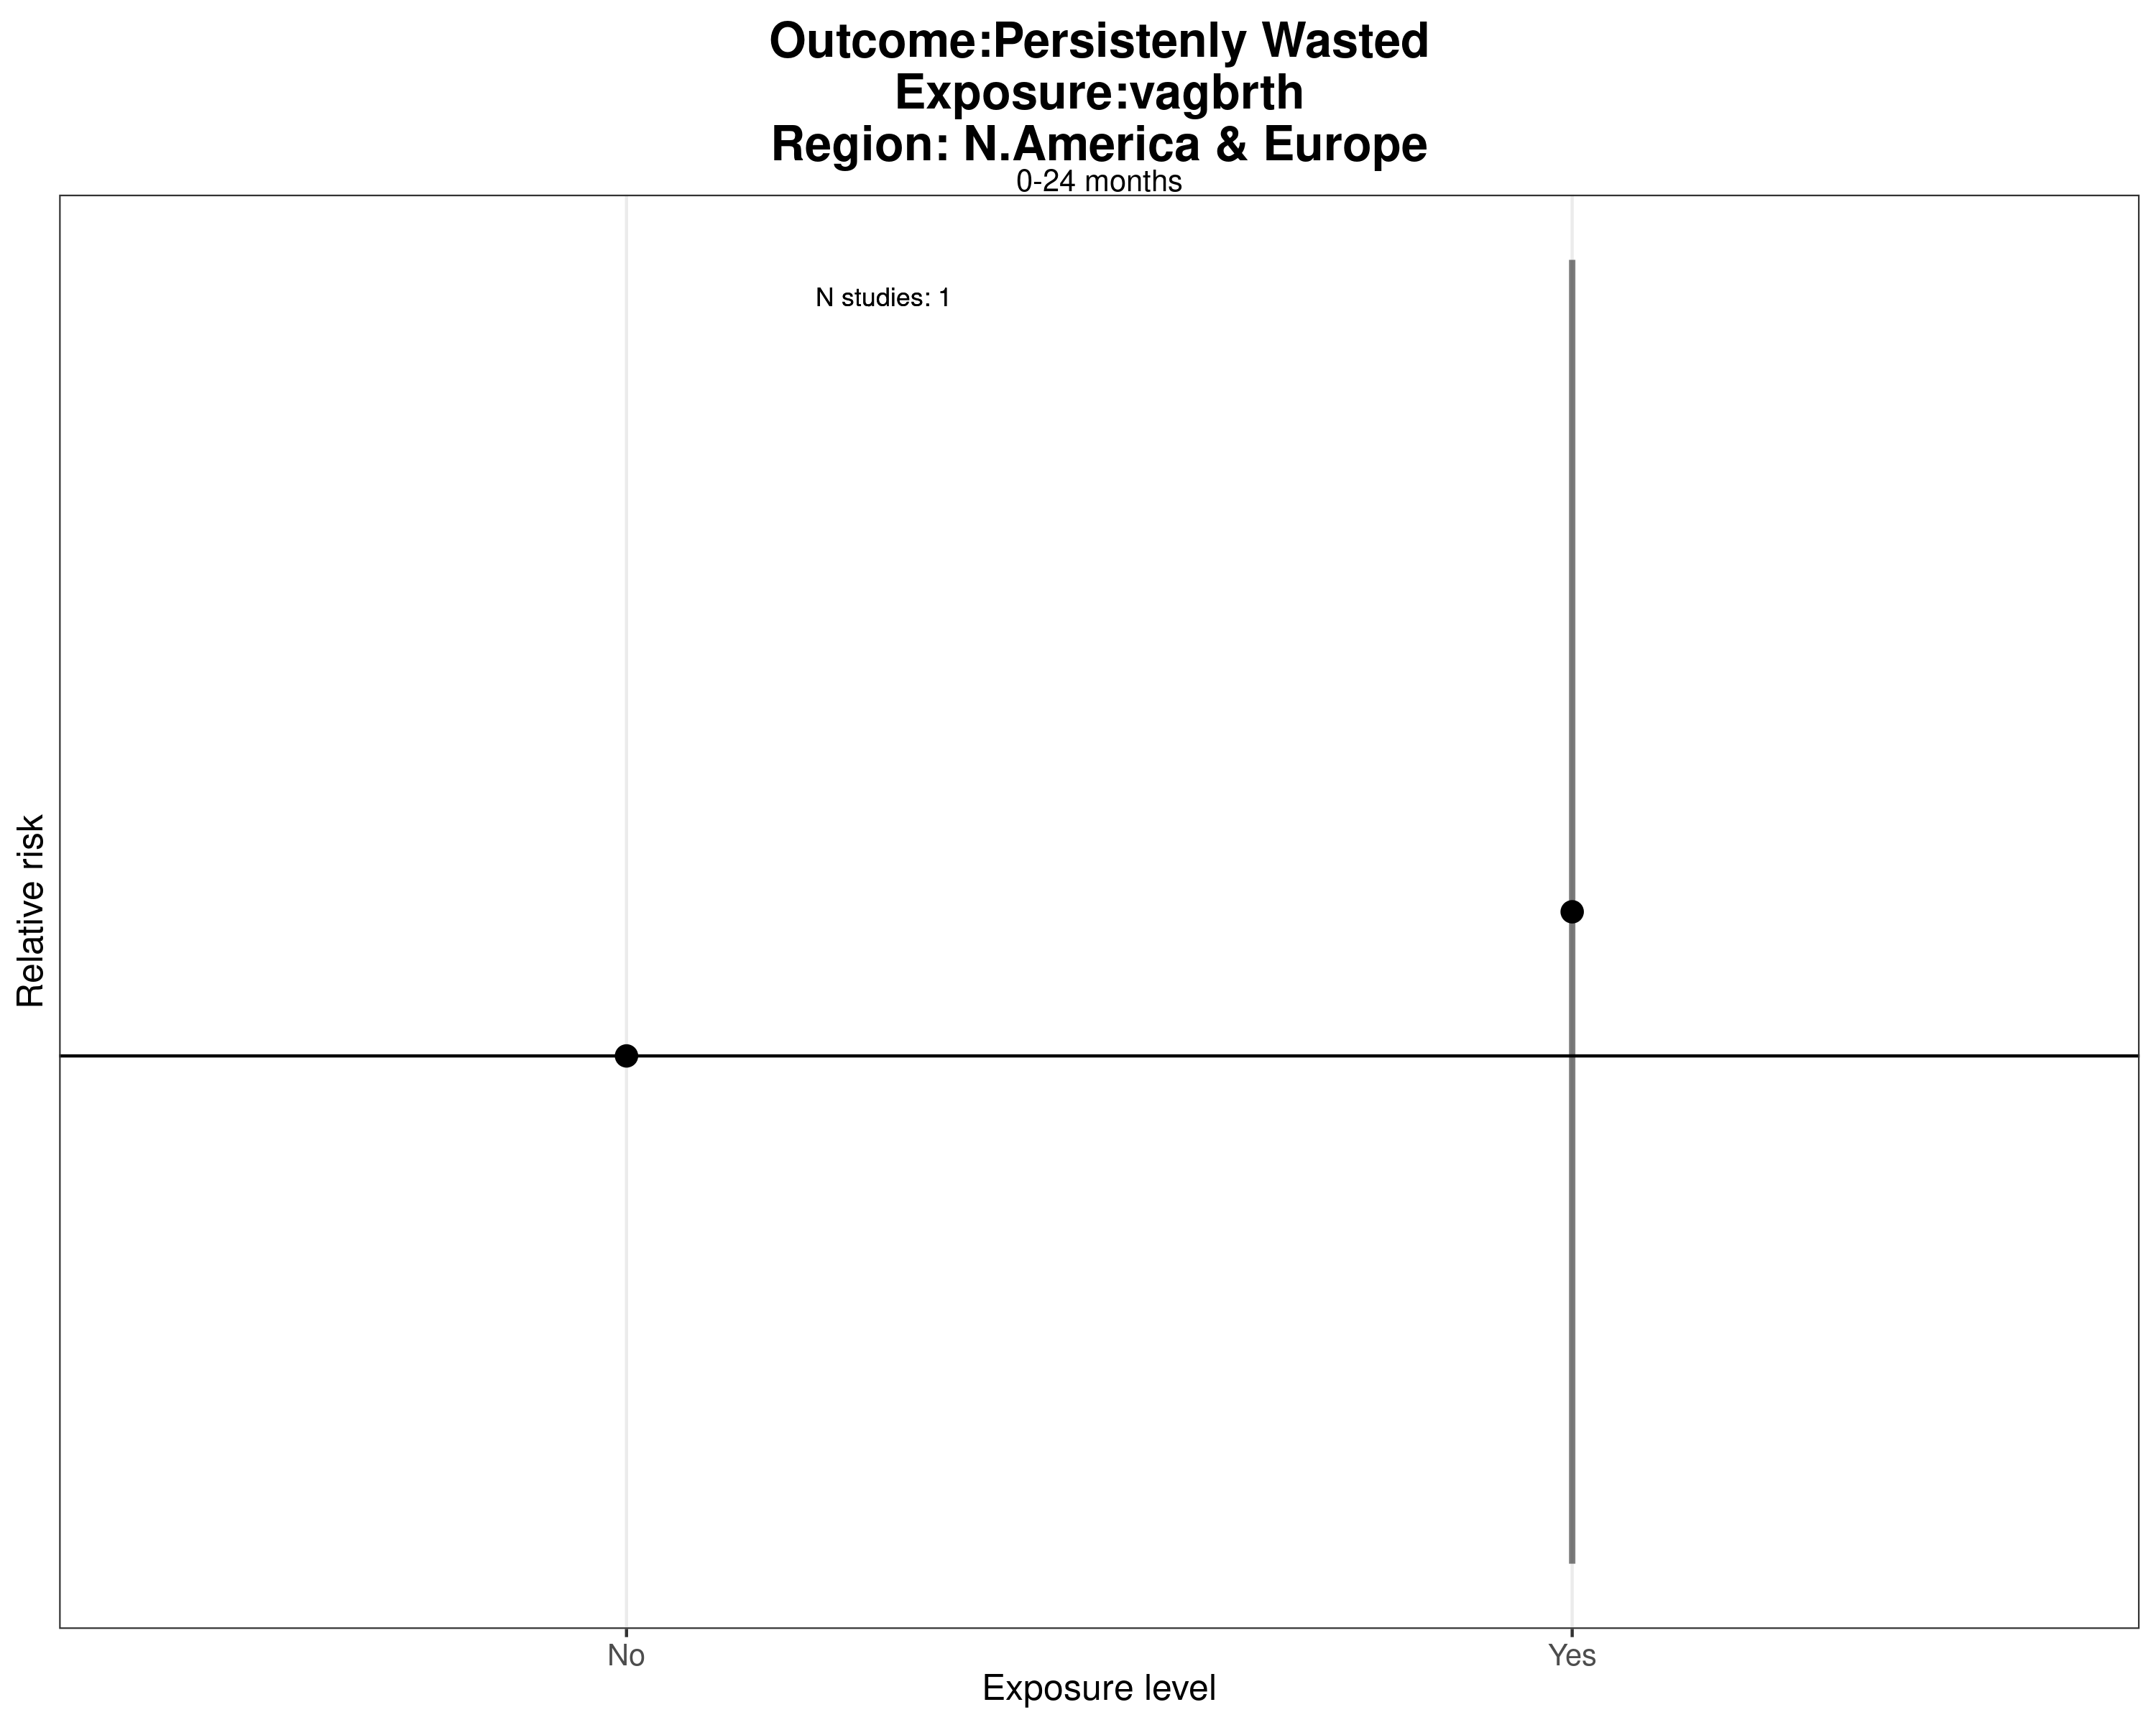 Outcome:Persistenly Wasted
Exposure:vagbrth
Region: N.America & Europe
0-24 months
N studies: 1
Relative risk
No
Yes
Exposure level